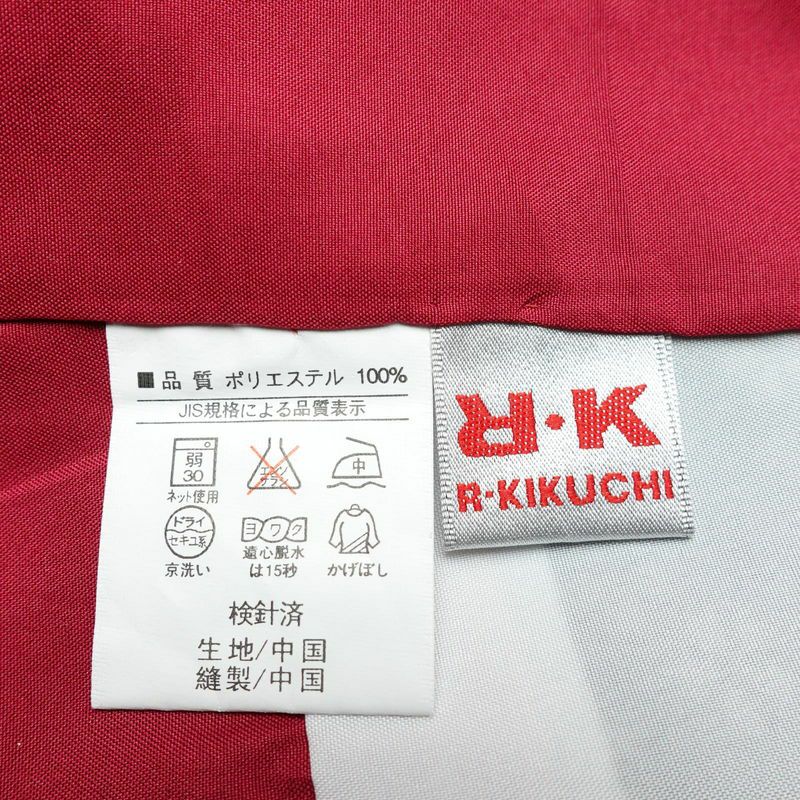 ■品 質 ポリエステル 100%
JIS規格による品質表示
弱
30
ネット使用
エンソ
サラシ
中
ドライ
セキユ系
京洗い
ヨワク
遠心脱水
は15秒
かげぼし
検針済
生地/中国
縫製/中国
R・K
R-KIKUCHI